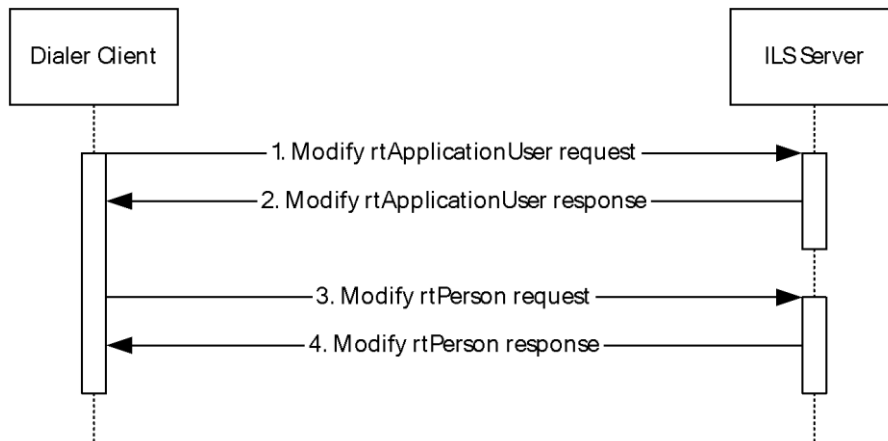 Dialer Client
ILS Server
1. Modify rtApplicationUser request
2. Modify rtApplicationUser response
3. Modify rtPerson request
4. Modify rtPerson response